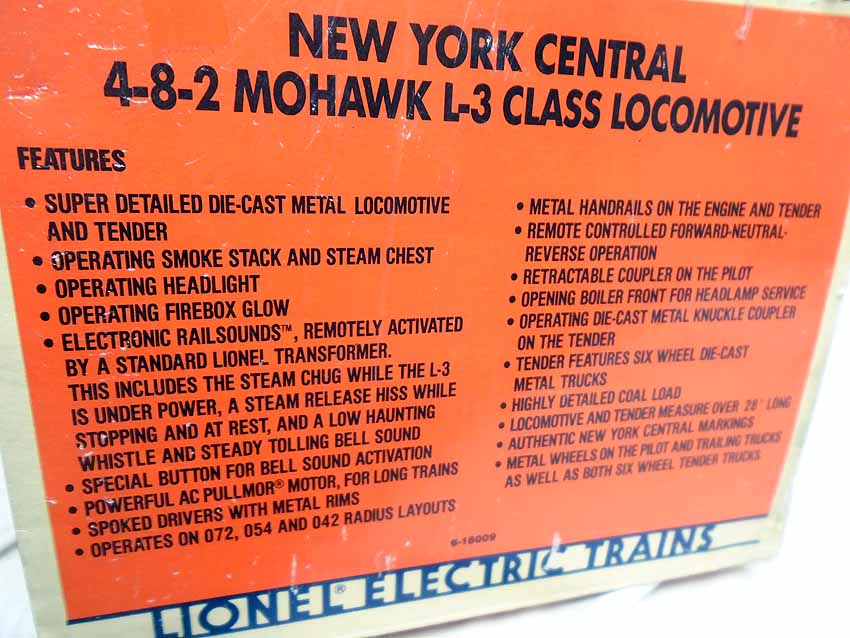 NEW YORK CENTRAL
4-8-2 MOHAWK L-3 CLASS LOCOMOTIVE
FEATURES
• SUPER DETAILED DIE-CAST METAL LOCOMOTIVE
AND TENDER
• OPERATING SMOKE STACK AND STEAM CHEST
• OPERATING HEADLIGHT
• OPERATING FIREBOX GLOW
• ELECTRONIC RAILSOUNDS™, REMOTELY ACTIVATED
BY A STANDARD LIONEL TRANSFORMER.
THIS INCLUDES THE STEAM CHUG WHILE THE L-3
IS UNDER POWER, A STEAM RELEASE HISS WHILE
STOPPING AND AT REST, AND A LOW HAUNTING
WHISTLE AND STEADY TOLLING BELL SOUND
• SPECIAL BUTTON FOR BELL SOUND ACTIVATION
• POWERFUL AC PULLMOR® MOTOR, FOR LONG TRAINS
• SPOKED DRIVERS WITH METAL RIMS
• OPERATES ON 072, 054 AND 042 RADIUS LAYOUTS
• METAL HANDRAILS ON THE ENGINE AND TENDER
• REMOTE CONTROLLED FORWARD-NEUTRAL-
REVERSE OPERATION
• RETRACTABLE COUPLER ON THE PILOT
• OPENING BOILER FRONT FOR HEADLAMP SERVICE
• OPERATING DIE-CAST METAL KNUCKLE COUPLER
ON THE TENDER
• TENDER FEATURES SIX WHEEL DIE-CAST
METAL TRUCKS
• HIGHLY DETAILED COAL LOAD
• LOCOMOTIVE AND TENDER MEASURE OVER 28" LONG
• AUTHENTIC NEW YORK CENTRAL MARKINGS
• METAL WHEELS ON THE PILOT AND TRAILING TRUCKS
AS WELL AS BOTH SIX WHEEL TENDER TRUCKS
6-18009
LIONEL® ELECTRIC TRAINS